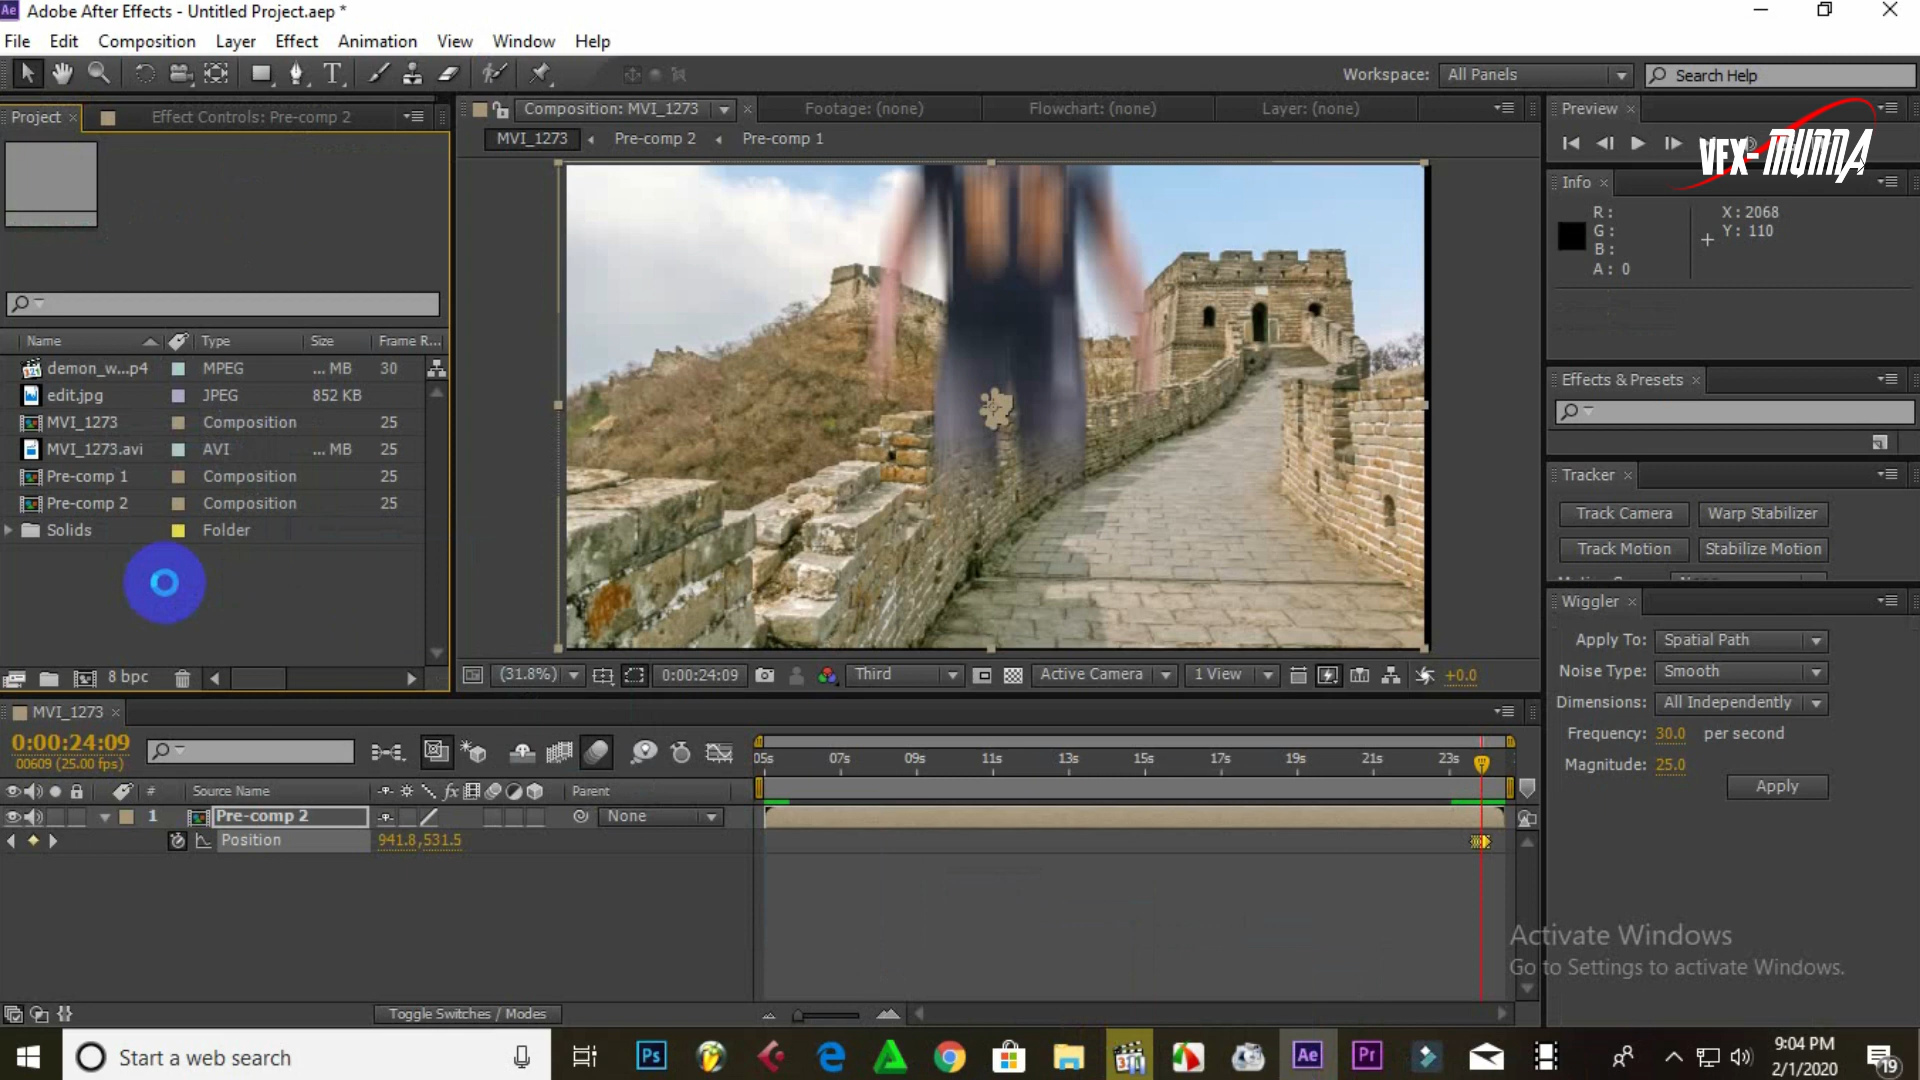 Ae Adobe After Effects - Untitled Project.aep *
File Edit Composition Layer Effect Animation View Window Help
T Workspace: All Panels Search Help
Project × Effect Controls: Pre-comp 2
Composition: MVI_1273 × Footage: (none) Flowchart: (none) Layer: (none)
MVI_1273 Pre-comp 2 Pre-comp 1
Preview ×
VFX-MUMA
Info ×
R: X: 2068
G: Y: 110
B:
A: 0
Effects & Presets ×
Tracker ×
Track Camera Warp Stabilizer
Track Motion Stabilize Motion
Wiggler ×
Apply To: Spatial Path
Noise Type: Smooth
Dimensions: All Independently
Frequency: 30.0 per second
Magnitude: 25.0
Apply
Name Type Size Frame R...
demon_w...p4 MPEG ... MB 30
edit.jpg JPEG 852 KB
MVI_1273 Composition 25
MVI_1273.avi AVI ... MB 25
Pre-comp 1 Composition 25
Pre-comp 2 Composition 25
Solids Folder
8 bpc
(31.8%) 0:00:24:09 Third Active Camera 1 View +0.0
MVI_1273 ×
0:00:24:09
00609 (25.00 fps)
05s 07s 09s 11s 13s 15s 17s 19s 21s 23s
# Source Name fx Parent
1 Pre-comp 2 None
Position 941.8,531.5
Toggle Switches / Modes
Activate Windows
Go to Settings to activate Windows.
Start a web search
Ps Ae Pr
9:04 PM
2/1/2020
19